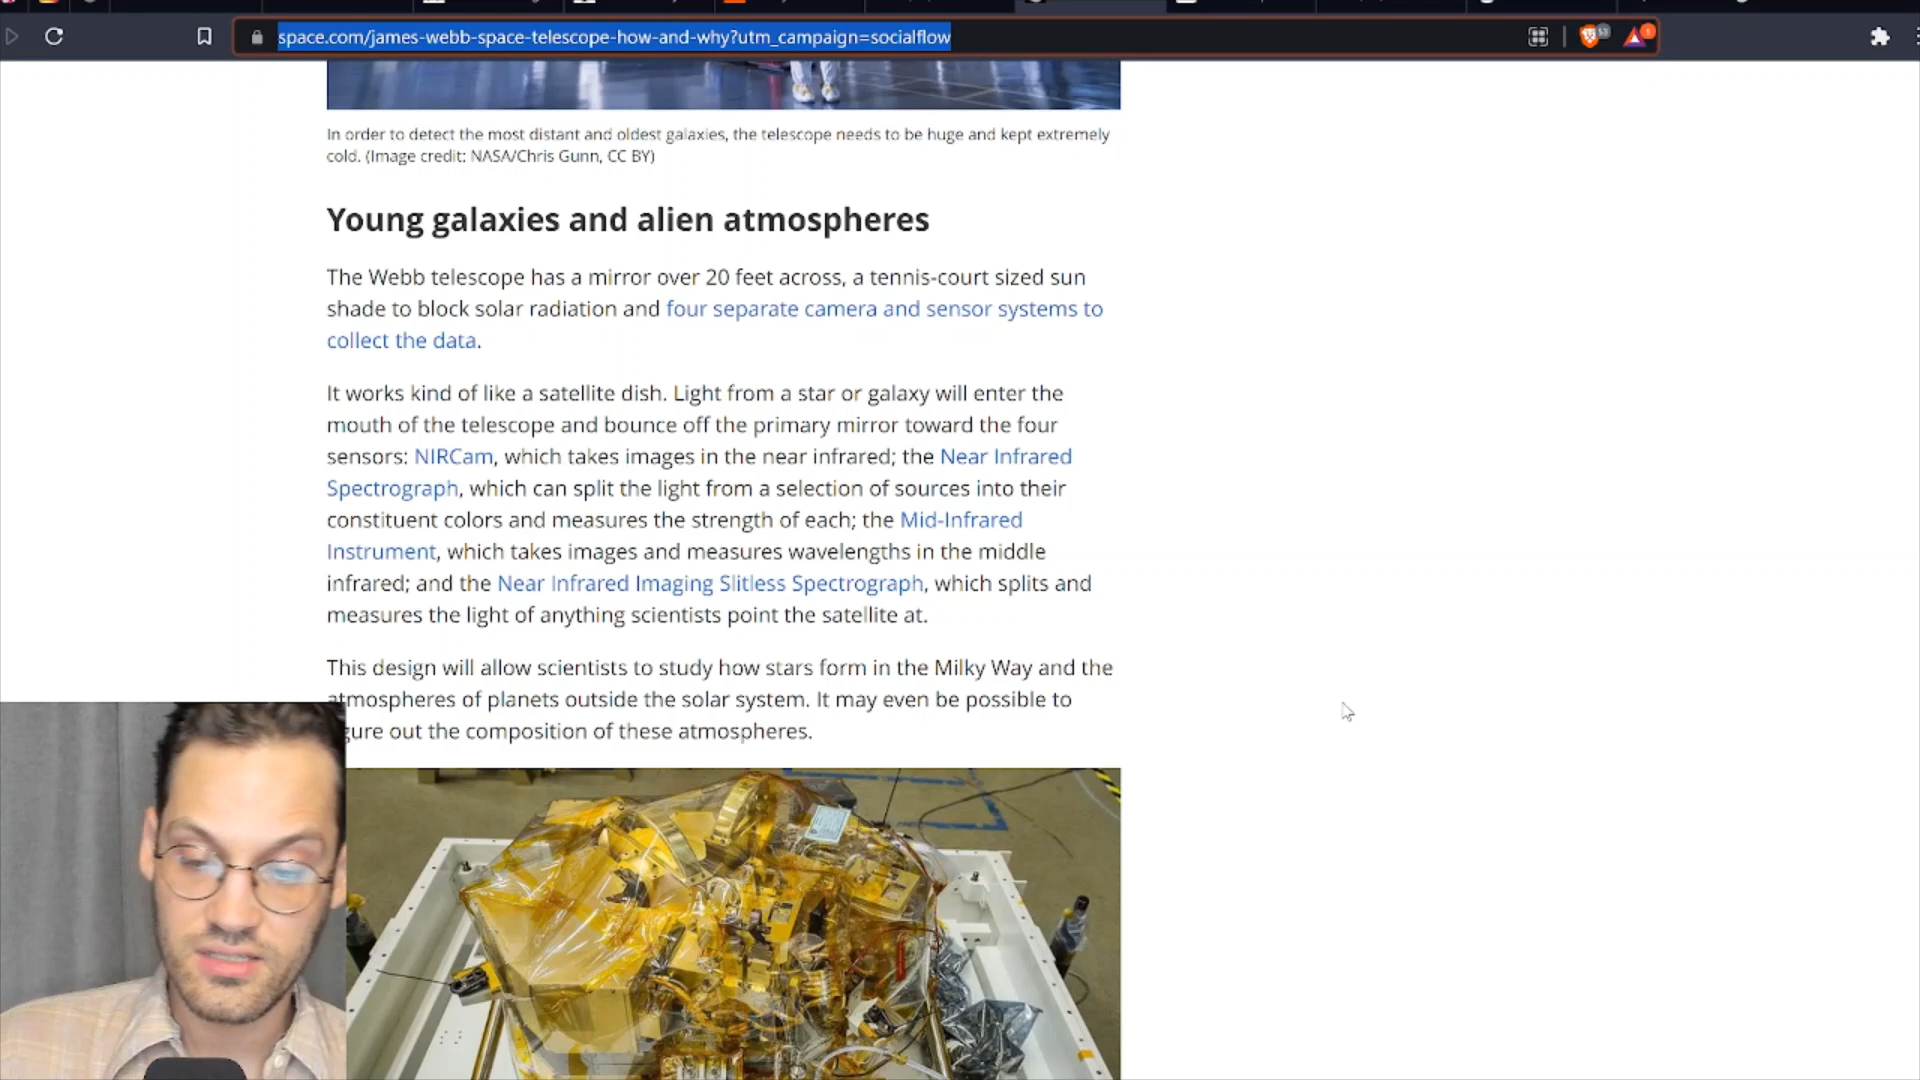 space.com/james-webb-space-telescope-how-and-why?utm_campaign=socialflow
In order to detect the most distant and oldest galaxies, the telescope needs to be huge and kept extremely
cold. (Image credit: NASA/Chris Gunn, CC BY)
Young galaxies and alien atmospheres
The Webb telescope has a mirror over 20 feet across, a tennis-court sized sun
shade to block solar radiation and four separate camera and sensor systems to
collect the data.
It works kind of like a satellite dish. Light from a star or galaxy will enter the
mouth of the telescope and bounce off the primary mirror toward the four
sensors: NIRCam, which takes images in the near infrared; the Near Infrared
Spectrograph, which can split the light from a selection of sources into their
constituent colors and measures the strength of each; the Mid-Infrared
Instrument, which takes images and measures wavelengths in the middle
infrared; and the Near Infrared Imaging Slitless Spectrograph, which splits and
measures the light of anything scientists point the satellite at.
This design will allow scientists to study how stars form in the Milky Way and the
atmospheres of planets outside the solar system. It may even be possible to
gure out the composition of these atmospheres.